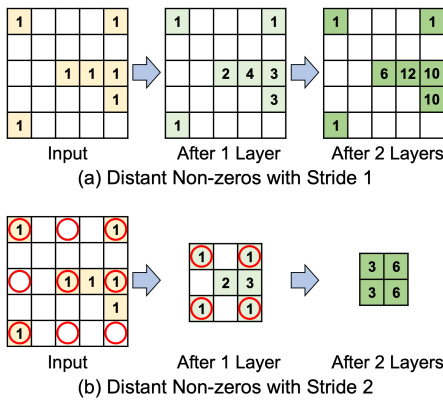 1 1 1 1 1 1
1 1 1 2 4 3 6 12 10
1 3 10
1 1 1
Input After 1 Layer After 2 Layers
(a) Distant Non-zeros with Stride 1
1 1
1 1
3 6
1 1 1 2 3
3 6
1 1 1
1
Input After 1 Layer After 2 Layers
(b) Distant Non-zeros with Stride 2